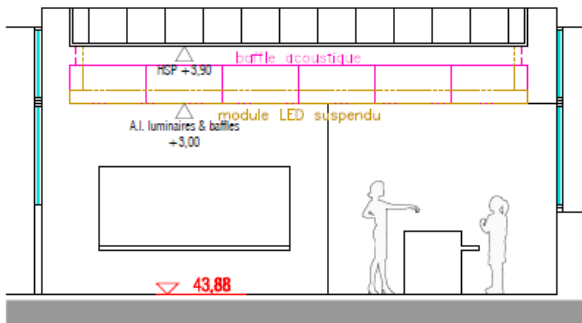 baffle acoustique
HSP +3,90
module LED suspendu
A.I. luminaires & baffles
+3,00
43,88